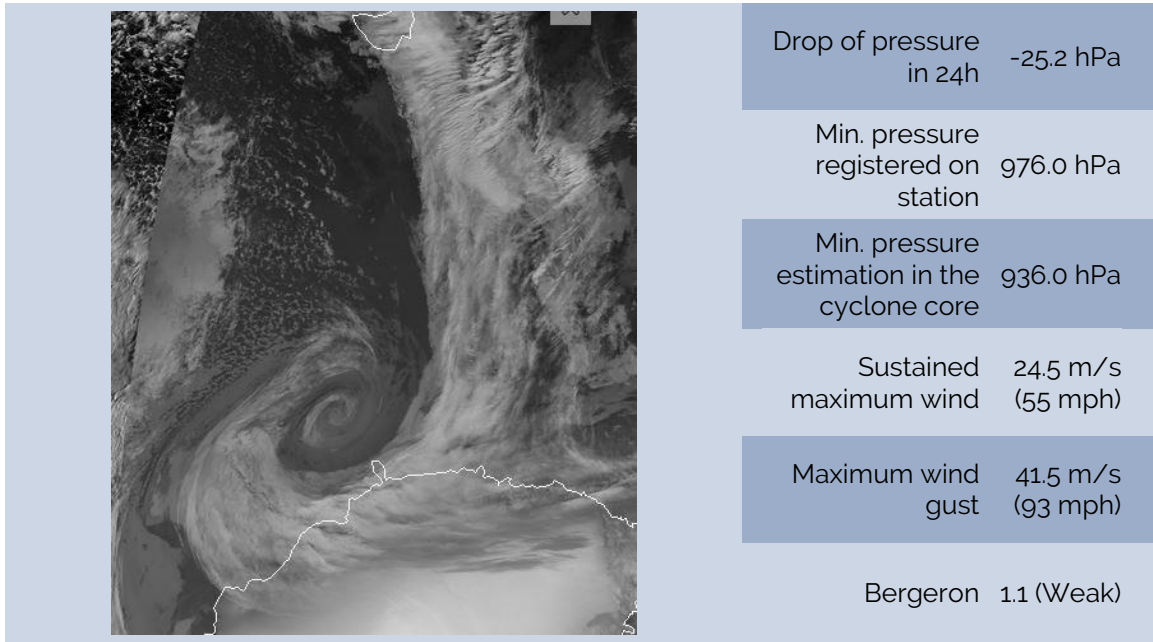 Drop of pressure
in 24h
-25.2 hPa
Min. pressure
registered on
station
976.0 hPa
Min. pressure
estimation in the
cyclone core
936.0 hPa
Sustained
maximum wind
24.5 m/s
(55 mph)
Maximum wind
gust
41.5 m/s
(93 mph)
Bergeron
1.1 (Weak)